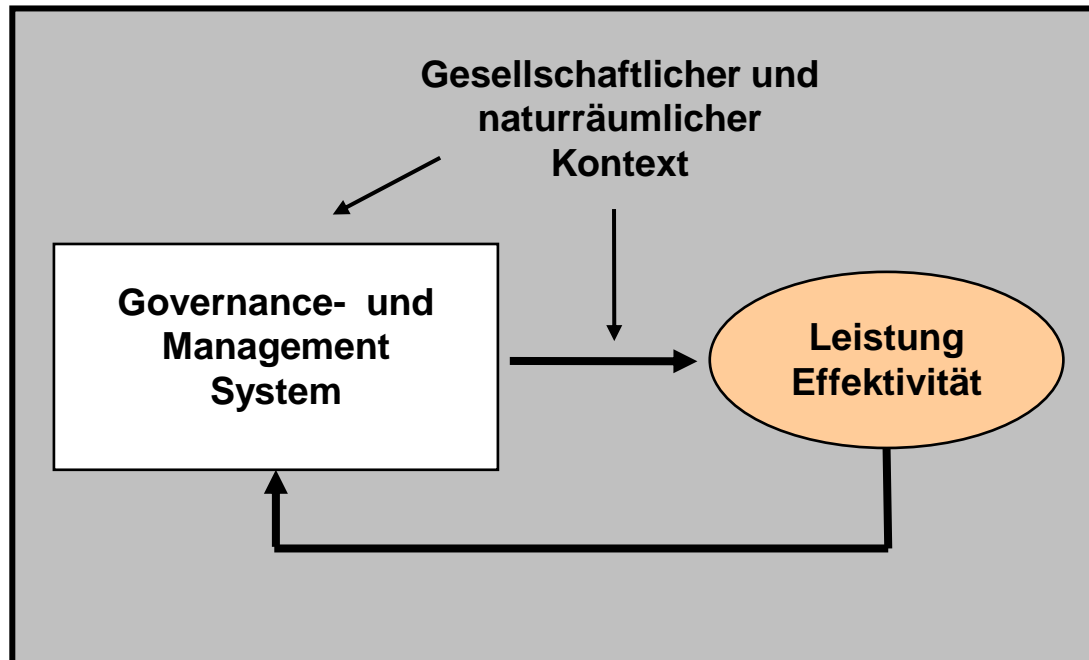 Gesellschaftlicher und
naturräumlicher
Kontext
Governance- und
Management
System
Leistung
Effektivität